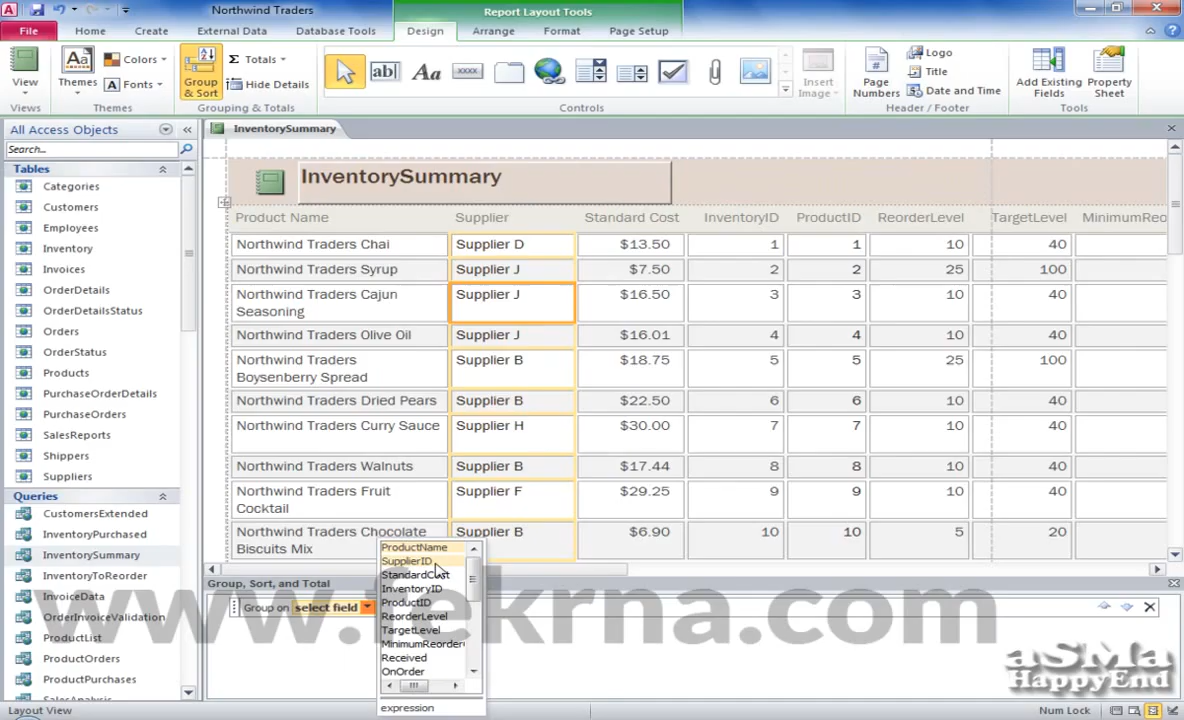 Northwind Traders
Report Layout Tools
File Home Create External Data Database Tools Design Arrange Format Page Setup
View
Views
Themes
Colors
Fonts
Themes
Group & Sort
Totals
Hide Details
Grouping & Totals
ab|
Aa
xxxx
Controls
Insert Image
Page Numbers
Logo
Title
Date and Time
Header / Footer
Add Existing Fields
Property Sheet
Tools
All Access Objects
Search...
Tables
Categories
Customers
Employees
Inventory
Invoices
OrderDetails
OrderDetailsStatus
Orders
OrderStatus
Products
PurchaseOrderDetails
PurchaseOrders
SalesReports
Shippers
Suppliers
Queries
CustomersExtended
InventoryPurchased
InventorySummary
InventoryToReorder
InvoiceData
OrderInvoiceValidation
ProductList
ProductOrders
ProductPurchases
InventorySummary
InventorySummary
Product Name Supplier Standard Cost InventoryID ProductID ReorderLevel TargetLevel MinimumReo
Northwind Traders Chai Supplier D $13.50 1 1 10 40
Northwind Traders Syrup Supplier J $7.50 2 2 25 100
Northwind Traders Cajun Seasoning Supplier J $16.50 3 3 10 40
Northwind Traders Olive Oil Supplier J $16.01 4 4 10 40
Northwind Traders Boysenberry Spread Supplier B $18.75 5 5 25 100
Northwind Traders Dried Pears Supplier B $22.50 6 6 10 40
Northwind Traders Curry Sauce Supplier H $30.00 7 7 10 40
Northwind Traders Walnuts Supplier B $17.44 8 8 10 40
Northwind Traders Fruit Cocktail Supplier F $29.25 9 9 10 40
Northwind Traders Chocolate Biscuits Mix Supplier B $6.90 10 10 5 20
Group, Sort, and Total
Group on select field
ProductName
SupplierID
StandardCost
InventoryID
ProductID
ReorderLevel
TargetLevel
MinimumReorder
Received
OnOrder
expression
www.fekrna.com
aSMa
HappyEnd
Layout View
Num Lock